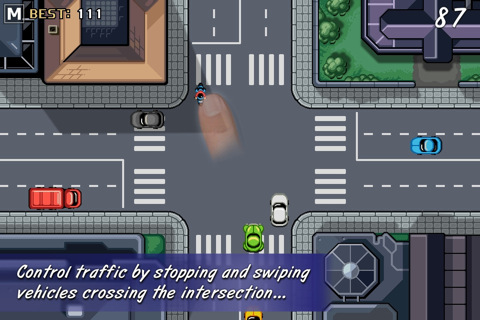 M BEST: 111
87
Control traffic by stopping and swiping
vehicles crossing the intersection...